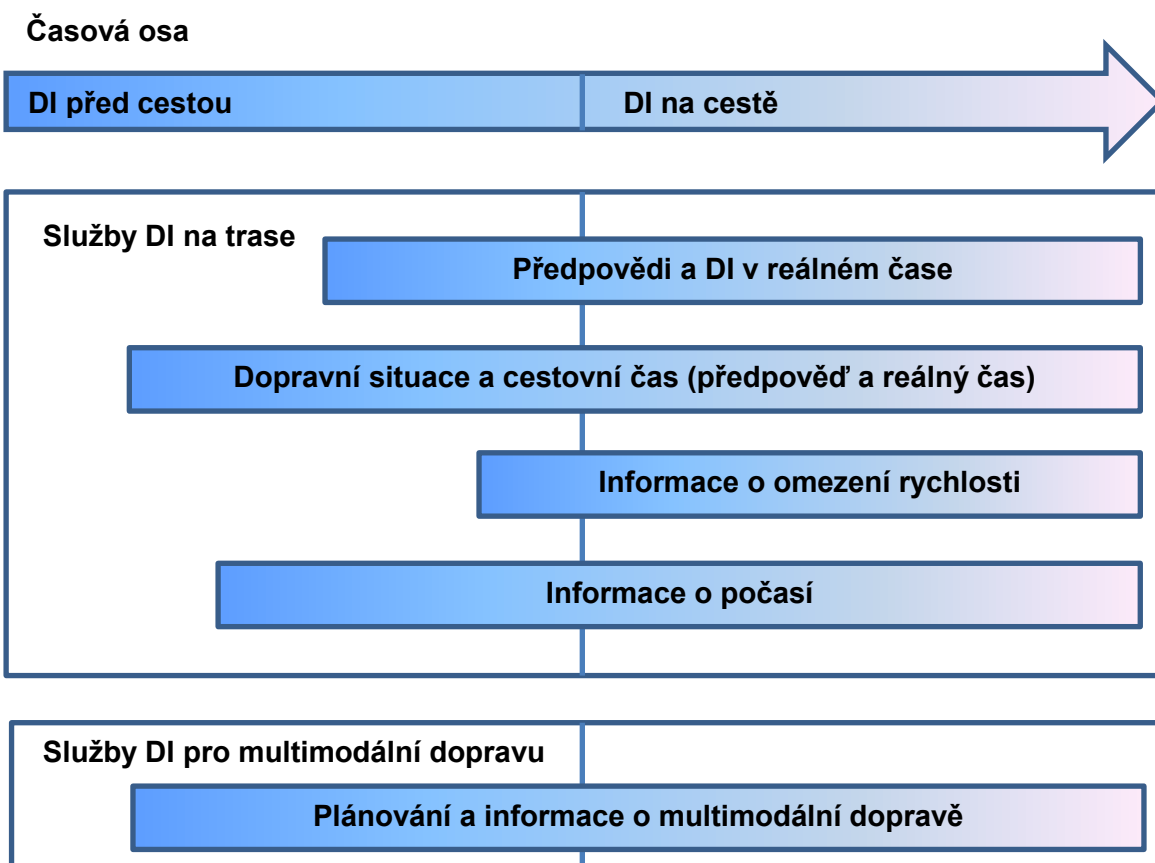 Časová osa
DI před cestou
DI na cestě
Služby DI na trase
Předpovědi a DI v reálném čase
Dopravní situace a cestovní čas (předpověď a reálný čas)
Informace o omezení rychlosti
Informace o počasí
Služby DI pro multimodální dopravu
Plánování a informace o multimodální dopravě